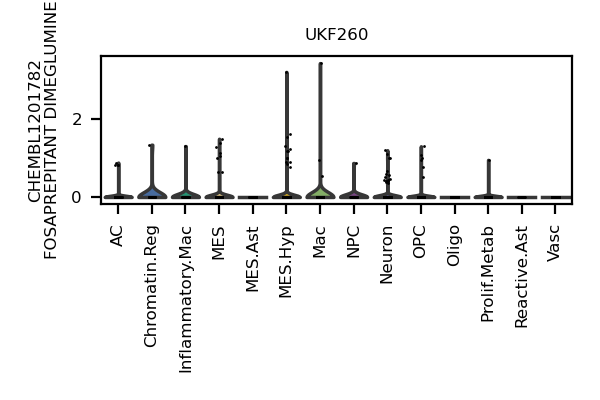 UKF260
CHEMBL1201782
FOSAPREPITANT DIMEGLUMINE
2
0
AC
Chromatin.Reg
Inflammatory.Mac
MES
MES.Ast
MES.Hyp
Mac
NPC
Neuron
OPC
Oligo
Prolif.Metab
Reactive.Ast
Vasc